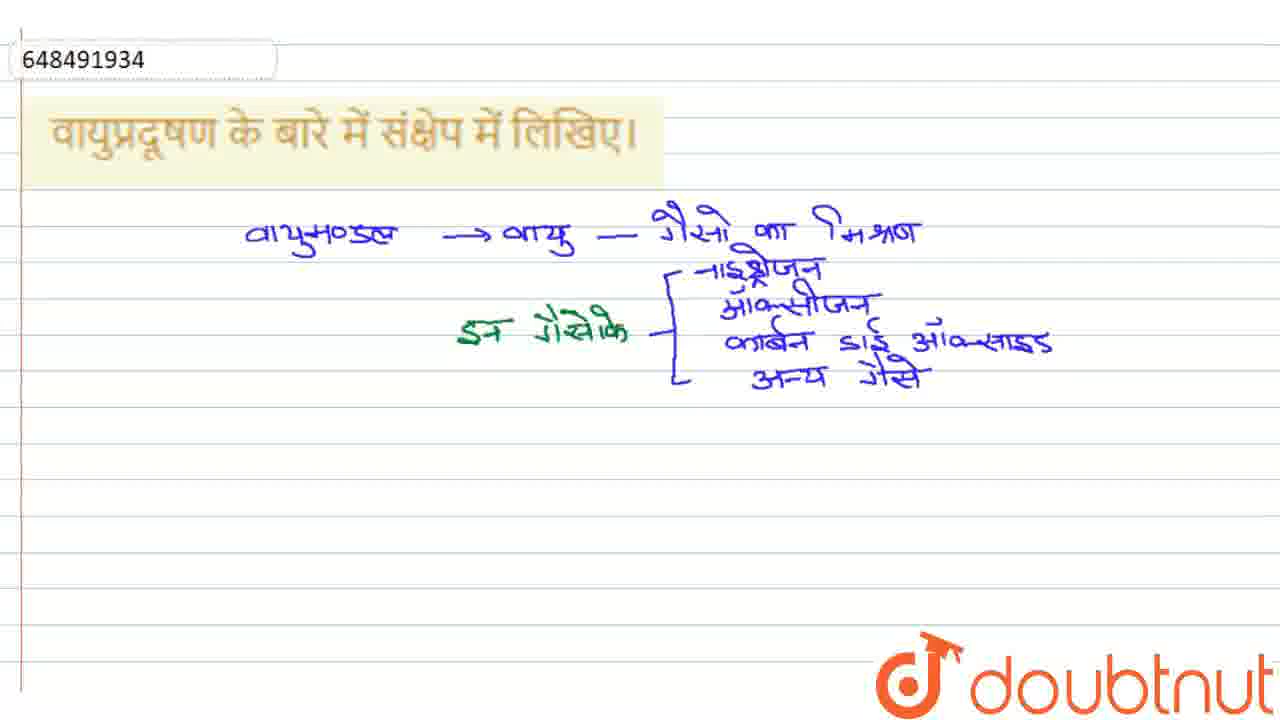 648491934
वायुप्रदूषण के बारे में संक्षेप में लिखिए।
वायुमण्डल → वायु — गैसो का मिश्रण
नाइट्रोजन
ऑक्सीजन
इन गैसोके
कार्बन डाई ऑक्साइड
अन्य गैसे
doubtnut